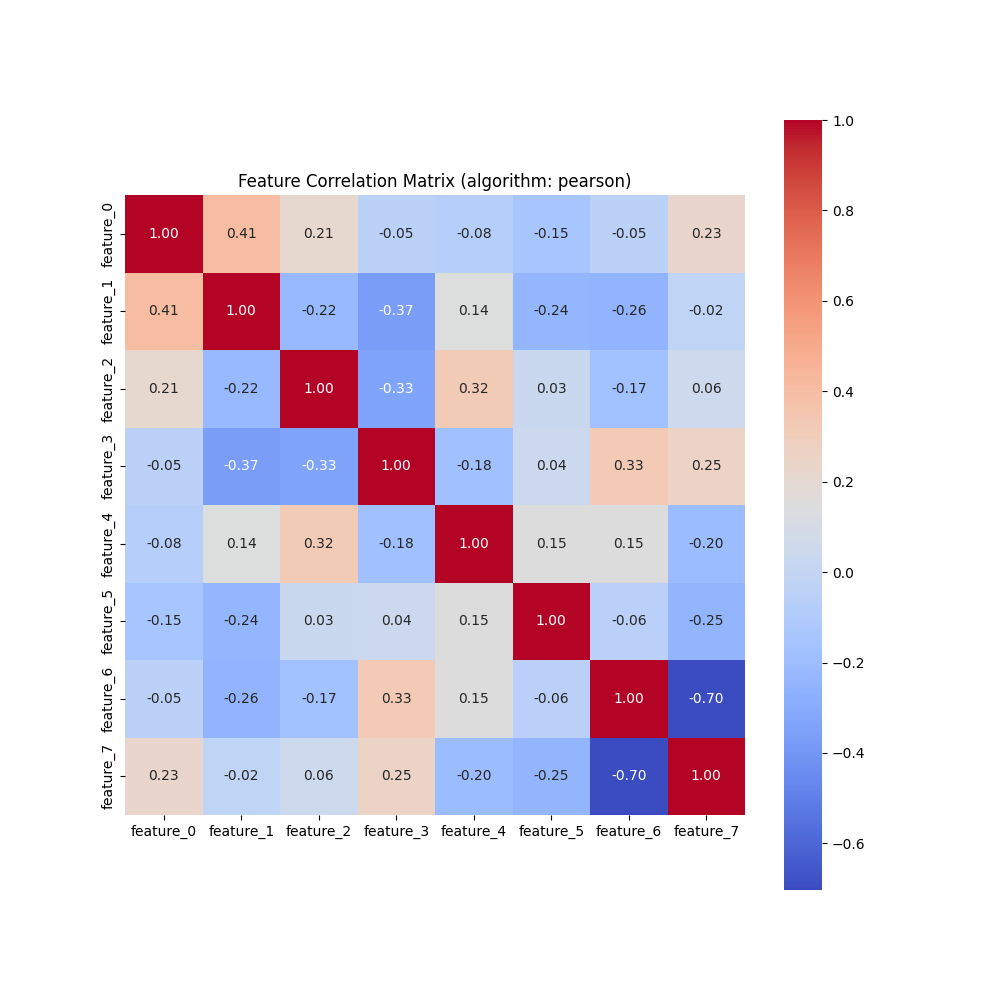 Feature Correlation Matrix (algorithm: pearson)
feature_0 1.00 0.41 0.21 -0.05 -0.08 -0.15 -0.05 0.23
feature_1 0.41 1.00 -0.22 -0.37 0.14 -0.24 -0.26 -0.02
feature_2 0.21 -0.22 1.00 -0.33 0.32 0.03 -0.17 0.06
feature_3 -0.05 -0.37 -0.33 1.00 -0.18 0.04 0.33 0.25
feature_4 -0.08 0.14 0.32 -0.18 1.00 0.15 0.15 -0.20
feature_5 -0.15 -0.24 0.03 0.04 0.15 1.00 -0.06 -0.25
feature_6 -0.05 -0.26 -0.17 0.33 0.15 -0.06 1.00 -0.70
feature_7 0.23 -0.02 0.06 0.25 -0.20 -0.25 -0.70 1.00
feature_0 feature_1 feature_2 feature_3 feature_4 feature_5 feature_6 feature_7
1.0
0.8
0.6
0.4
0.2
0.0
−0.2
−0.4
−0.6